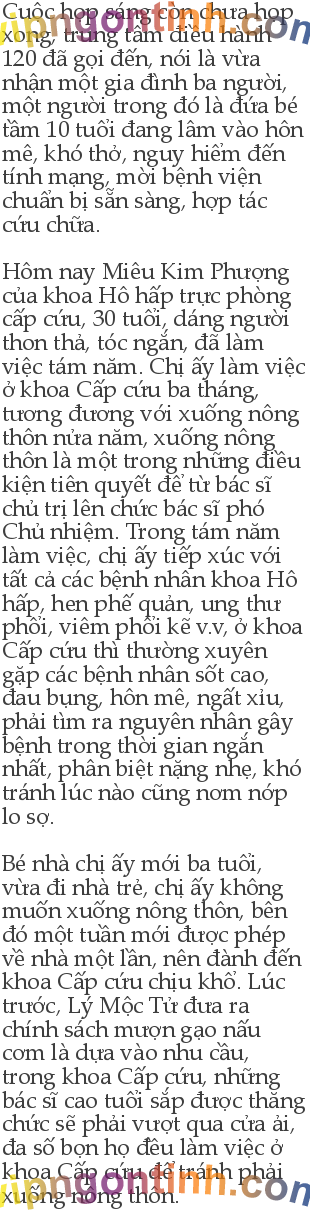 Cuộc họp sáng còn chưa họp
xong, trung tâm điều hành
120 đã gọi đến, nói là vừa
nhận một gia đình ba người,
một người trong đó là đứa bé
tầm 10 tuổi đang lâm vào hôn
mê, khó thở, nguy hiểm đến
tính mạng, mời bệnh viện
chuẩn bị sẵn sàng, hợp tác
cứu chữa.

Hôm nay Miêu Kim Phượng
của khoa Hô hấp trực phòng
cấp cứu, 30 tuổi, dáng người
thon thả, tóc ngắn, đã làm
việc tám năm. Chị ấy làm việc
ở khoa Cấp cứu ba tháng,
tương đương với xuống nông
thôn nửa năm, xuống nông
thôn là một trong những điều
kiện tiên quyết để từ bác sĩ
chủ trị lên chức bác sĩ phó
Chủ nhiệm. Trong tám năm
làm việc, chị ấy tiếp xúc với
tất cả các bệnh nhân khoa Hô
hấp, hen phế quản, ung thư
phổi, viêm phổi kẽ v.v, ở khoa
Cấp cứu thì thường xuyên
gặp các bệnh nhân sốt cao,
đau bụng, hôn mê, ngất xỉu,
phải tìm ra nguyên nhân gây
bệnh trong thời gian ngắn
nhất, phân biệt nặng nhẹ, khó
tránh lúc nào cũng nơm nớp
lo sợ.

Bé nhà chị ấy mới ba tuổi,
vừa đi nhà trẻ, chị ấy không
muốn xuống nông thôn, bên
đó một tuần mới được phép
về nhà một lần, nên đành đến
khoa Cấp cứu chịu khổ. Lúc
trước, Lý Mộc Tử đưa ra
chính sách mượn gạo nấu
cơm là dựa vào nhu cầu,
trong khoa Cấp cứu, những
bác sĩ cao tuổi sắp được thăng
chức sẽ phải vượt qua cửa ải,
đa số bọn họ đều làm việc ở
khoa Cấp cứu để tránh phải
xuống nông thôn.
vipngontinh.com
vipngontinh.com